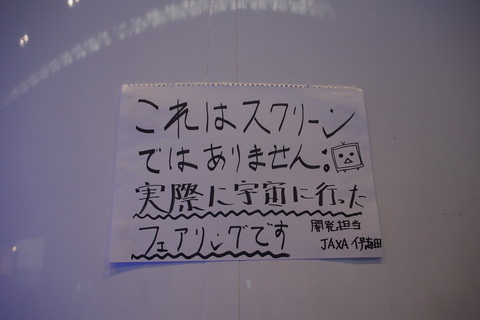 これはスクリーン
ではありません!
実際に宇宙に行った
フェアリングです
開発担当
JAXA 伊海田